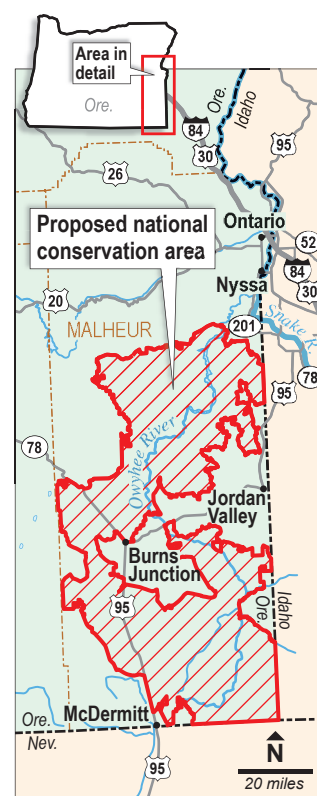 Area in
detail
Ore.
Ore.
Idaho
84
30
95
26
Proposed national
conservation area
Ontario
52
84
30
Nyssa
20
201
Snake R.
MALHEUR
78
95
78
Owyhee River
Jordan
Valley
Burns
Junction
95
Idaho
Ore.
Ore.
McDermitt
Nev.
95
N
20 miles